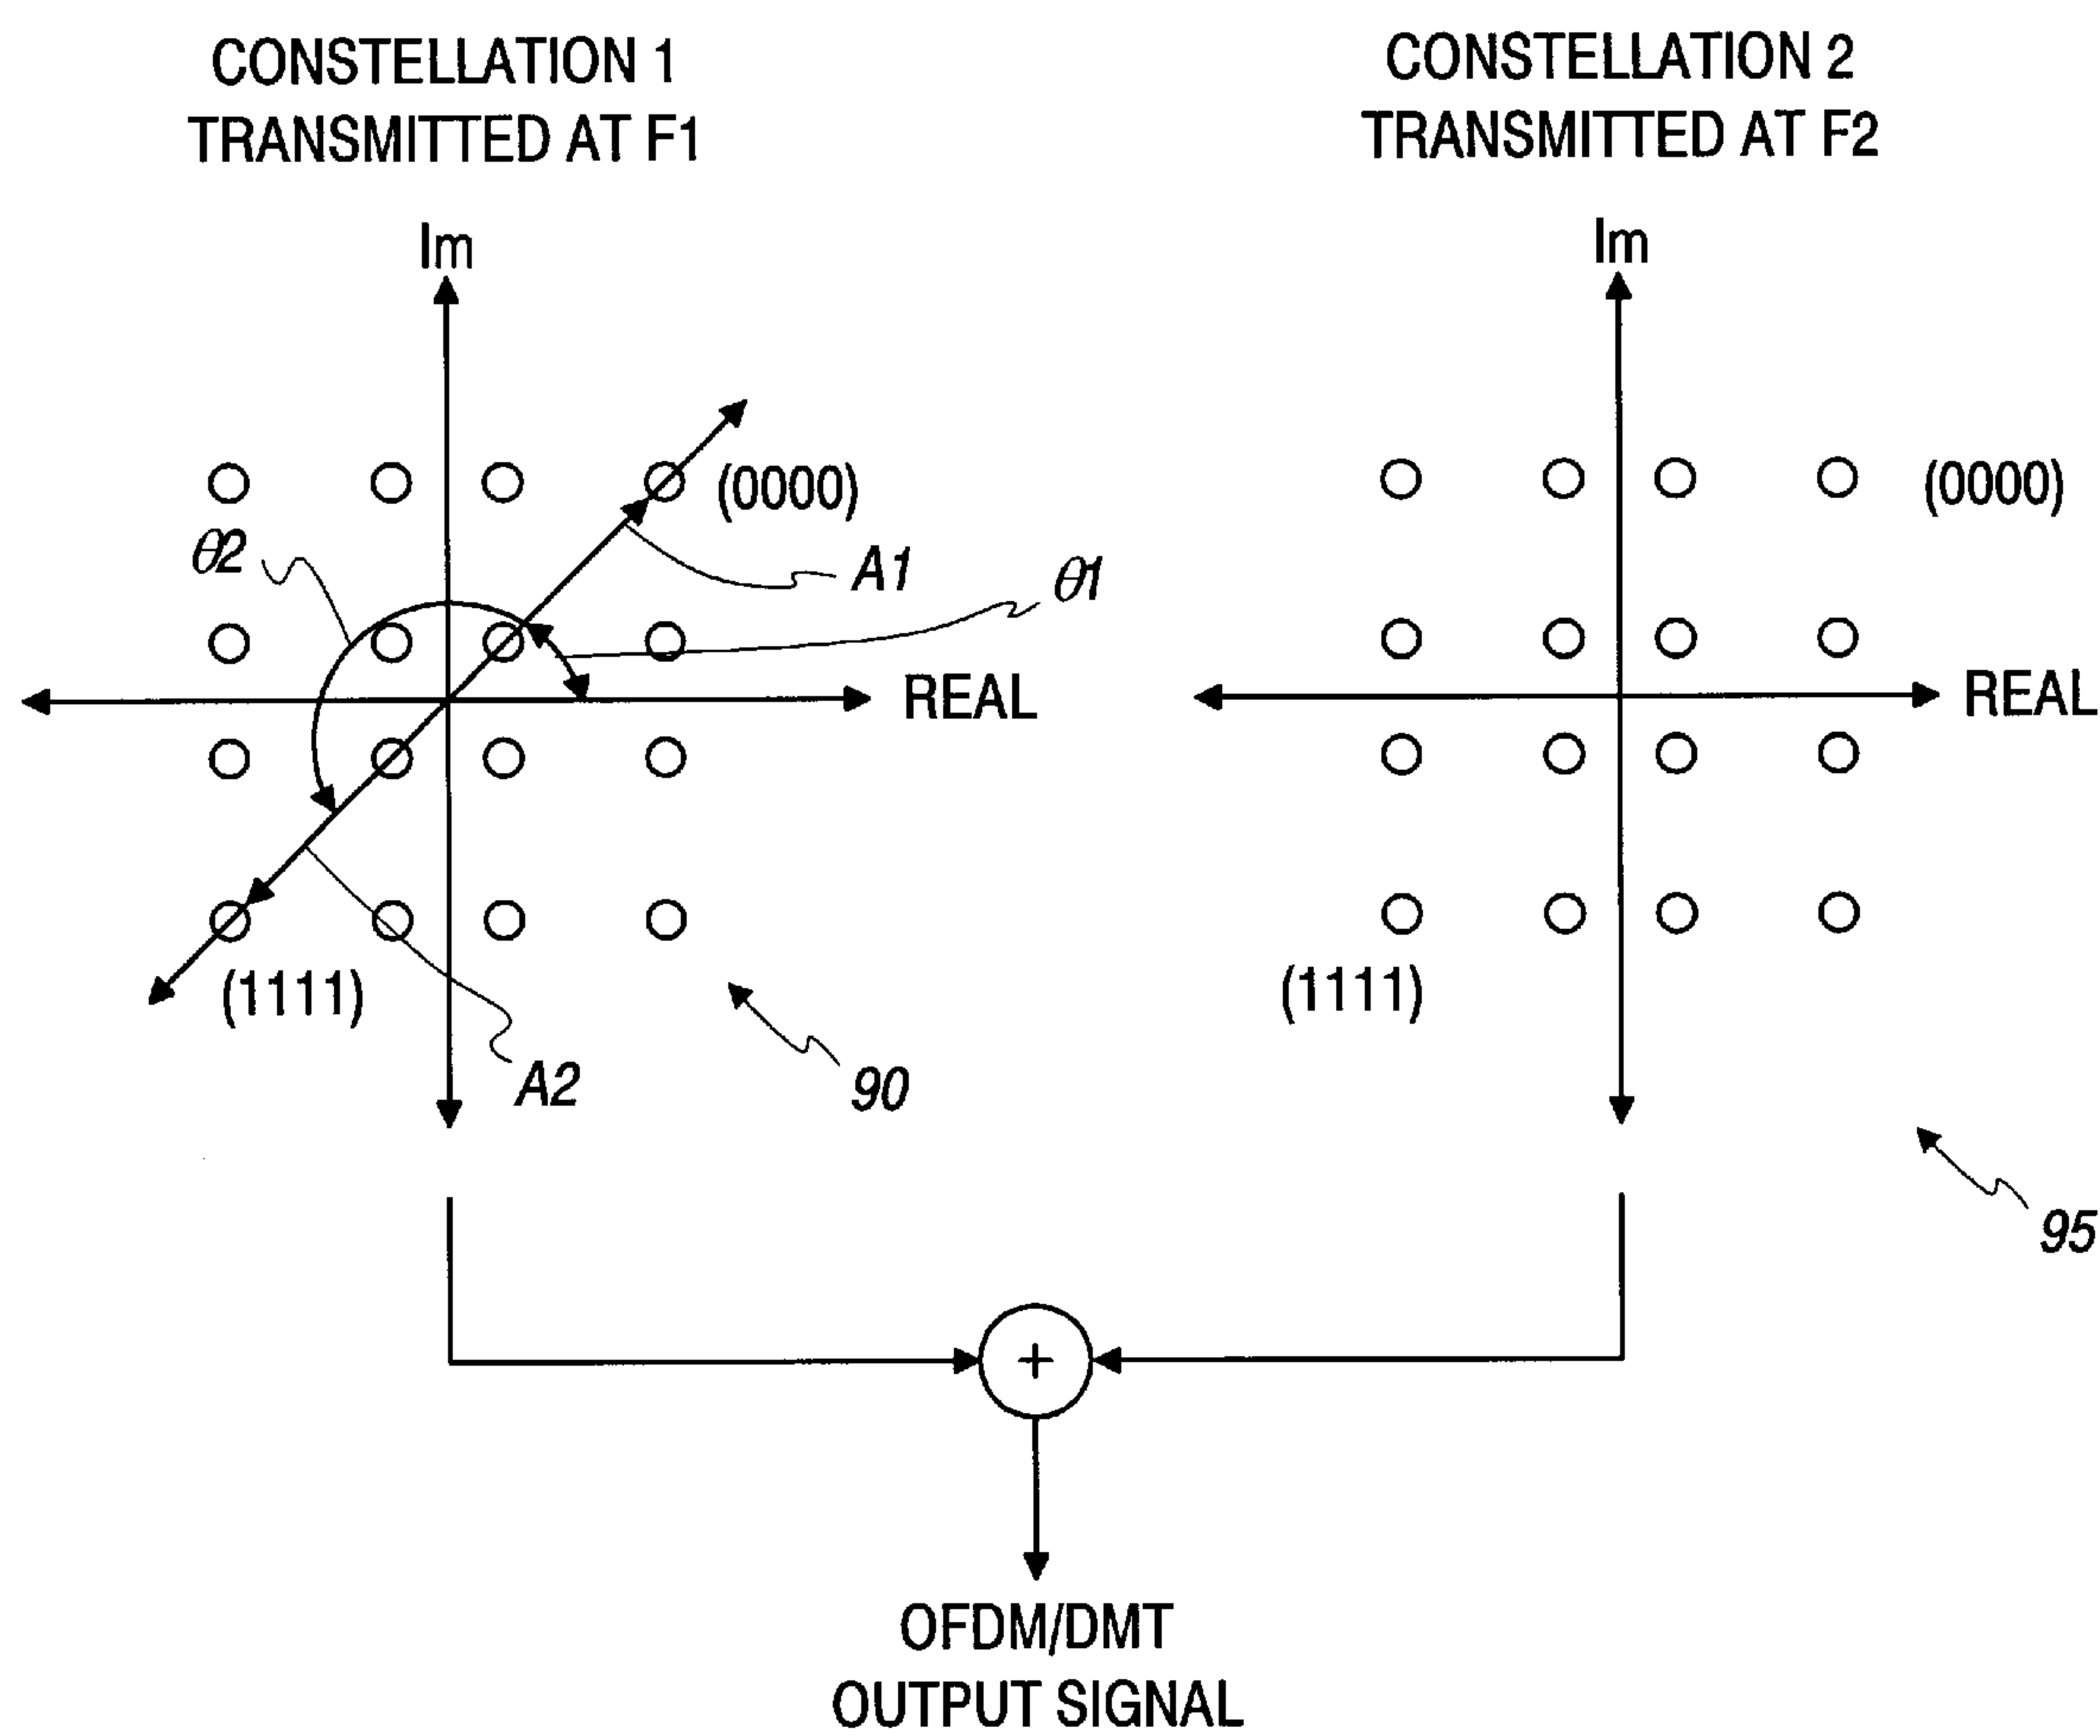 CONSTELLATION 1
TRANSMITTED AT F1
Im
(0000)
θ2
A1
θ1
REAL
(1111)
A2
90
CONSTELLATION 2
TRANSMITTED AT F2
Im
(0000)
REAL
(1111)
95
+
OFDM/DMT
OUTPUT SIGNAL